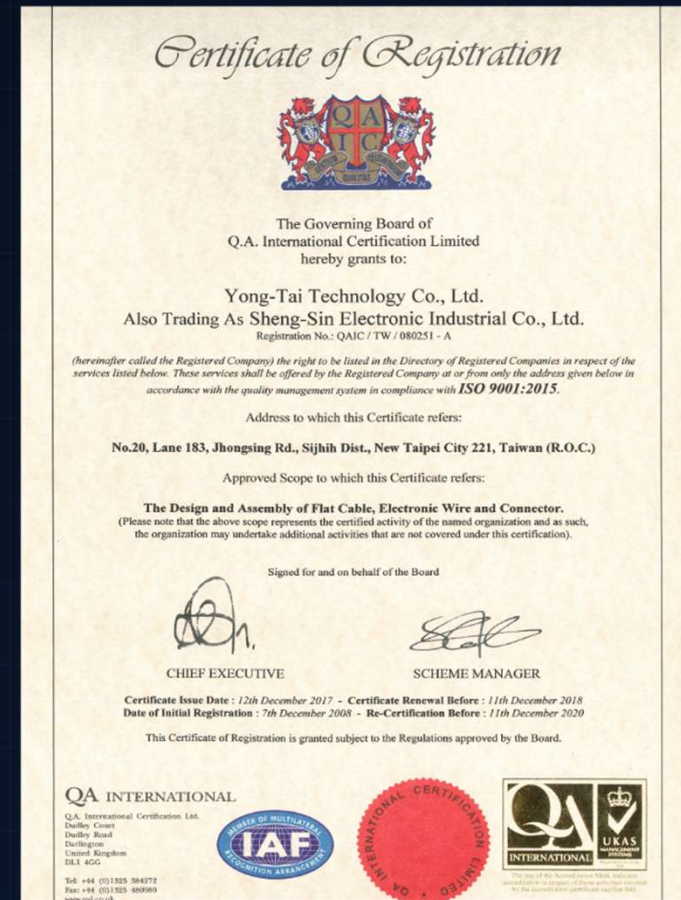 Certificate of Registration
QA
IC
The Governing Board of
Q.A. International Certification Limited
hereby grants to:
Yong-Tai Technology Co., Ltd.
Also Trading As Sheng-Sin Electronic Industrial Co., Ltd.
Registration No.: QAIC / TW / 080251 - A
(hereinafter called the Registered Company) the right to be listed in the Directory of Registered Companies in respect of the
services listed below. These services shall be offered by the Registered Company at or from only the address given below in
accordance with the quality management system in compliance with ISO 9001:2015.
Address to which this Certificate refers:
No.20, Lane 183, Jhongsing Rd., Sijhih Dist., New Taipei City 221, Taiwan (R.O.C.)
Approved Scope to which this Certificate refers:
The Design and Assembly of Flat Cable, Electronic Wire and Connector.
(Please note that the above scope represents the certified activity of the named organization and as such,
the organization may undertake additional activities that are not covered under this certification).
Signed for and on behalf of the Board
CHIEF EXECUTIVE
SCHEME MANAGER
Certificate Issue Date : 12th December 2017 - Certificate Renewal Before : 11th December 2018
Date of Initial Registration : 7th December 2008 - Re-Certification Before : 11th December 2020
This Certificate of Registration is granted subject to the Regulations approved by the Board.
QA INTERNATIONAL
Q.A. International Certification Ltd.
Dudley Court
Dudley Road
Darlington
United Kingdom
DL1 4GG
Tel: +44 (0)1325 384272
Fax: +44 (0)1325 480980
MEMBER OF MULTILATERAL
IAF
RECOGNITION ARRANGEMENT
QA INTERNATIONAL CERTIFICATION LIMITED
QA
INTERNATIONAL
UKAS
MANAGEMENT
SYSTEMS